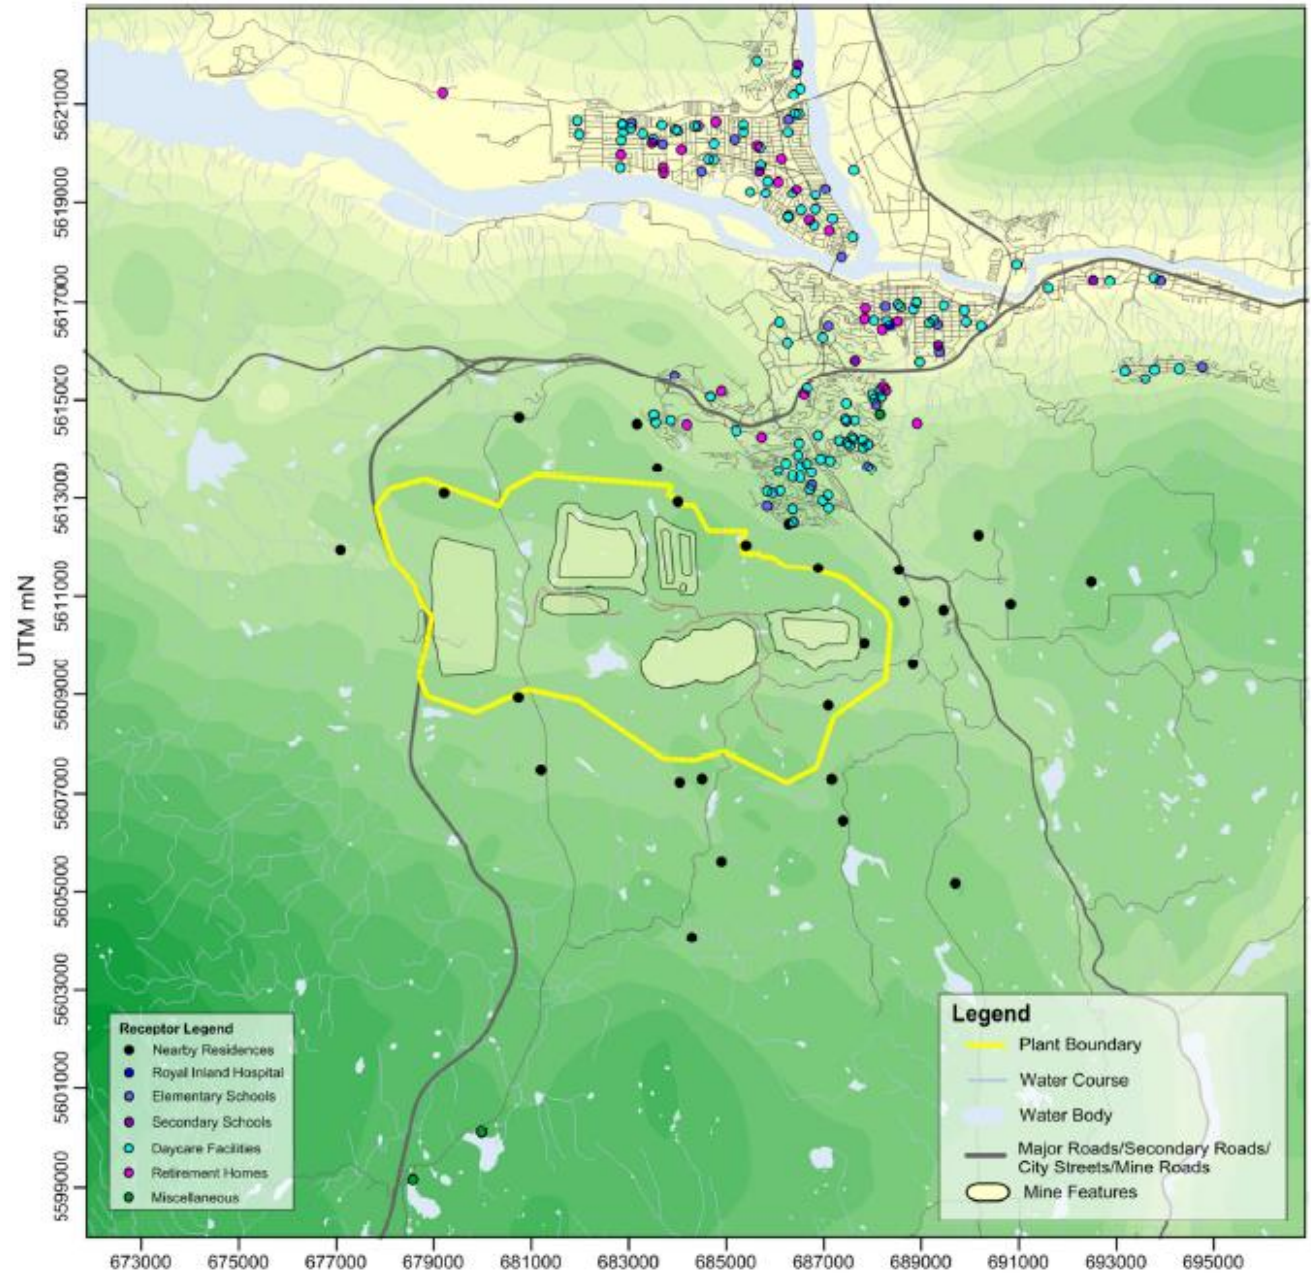 UTM mN
5621000
5619000
5617000
5615000
5613000
5611000
5609000
5607000
5605000
5603000
5601000
5599000
Receptor Legend
Nearby Residences
Royal Inland Hospital
Elementary Schools
Secondary Schools
Daycare Facilities
Retirement Homes
Miscellaneous
Legend
Plant Boundary
Water Course
Water Body
Major Roads/Secondary Roads/
City Streets/Mine Roads
Mine Features
673000 675000 677000 679000 681000 683000 685000 687000 689000 691000 693000 695000